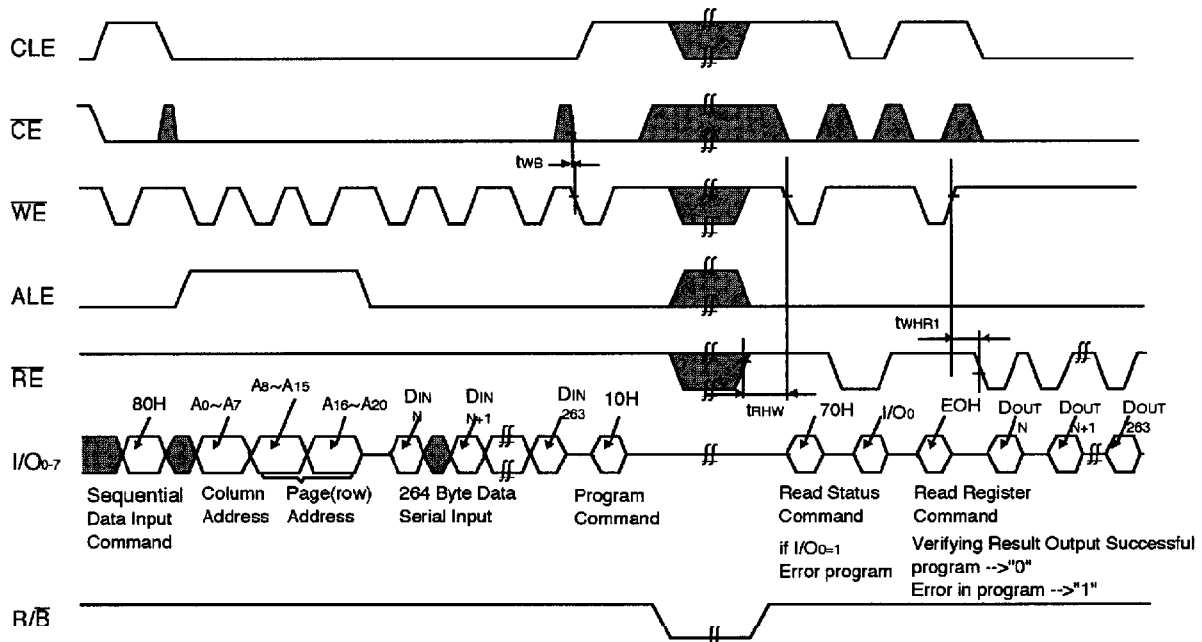 CLE
CE
tWB
WE
ALE
tWHR1
RE
tRHW
80H
A0~A7
A8~A15
A16~A20
DIN N
DIN N+1
DIN 263
10H
70H
I/O0
EOH
DOUT N
DOUT N+1
DOUT 263
I/O0-7
Sequential
Data Input
Command
Column
Address
Page(row)
Address
264 Byte Data
Serial Input
Program
Command
Read Status
Command
if I/O0=1
Error program
Read Register
Command
Verifying Result Output Successful
program -->"0"
Error in program -->"1"
R/B